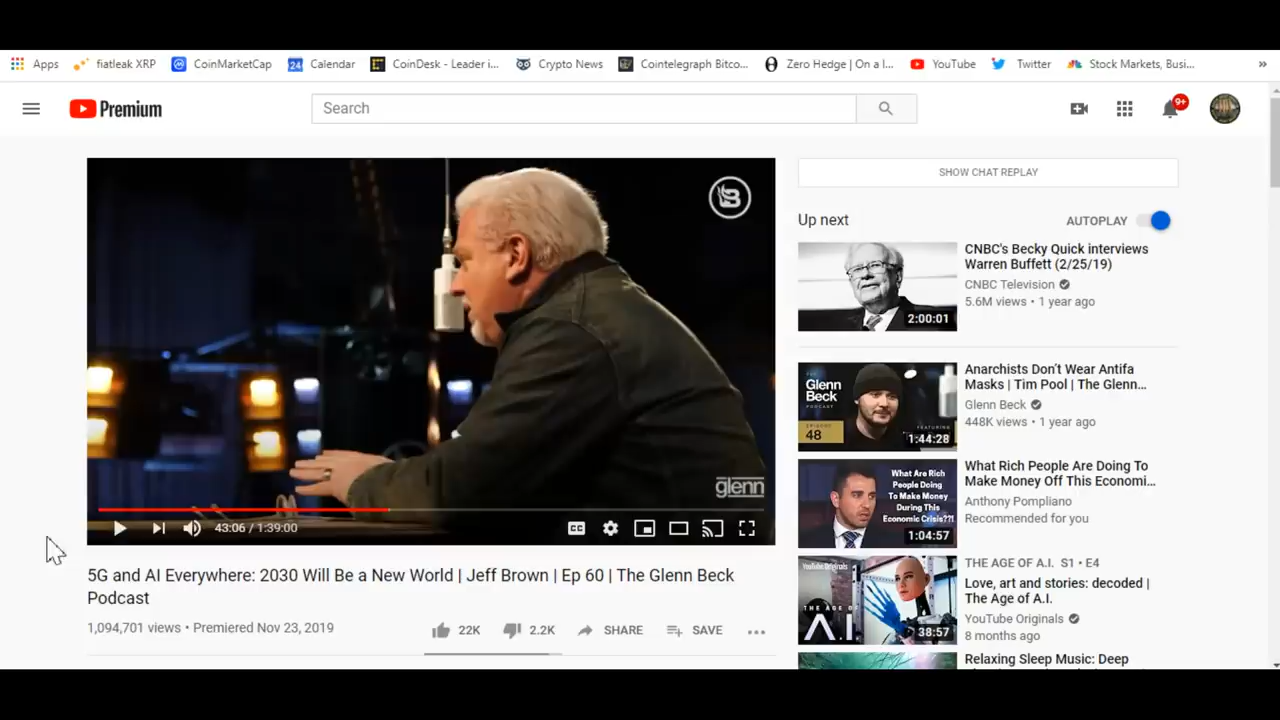 Apps
fiatleak XRP
CoinMarketCap
24
Calendar
CoinDesk - Leader i...
Crypto News
Cointelegraph Bitco...
Zero Hedge | On a l...
YouTube
Twitter
Stock Markets, Busi...
»
Premium
Search
9+
B
glenn
43:06 / 1:39:00
CC
5G and AI Everywhere: 2030 Will Be a New World | Jeff Brown | Ep 60 | The Glenn Beck
Podcast
1,094,701 views • Premiered Nov 23, 2019
22K
2.2K
SHARE
SAVE
SHOW CHAT REPLAY
Up next
AUTOPLAY
2:00:01
CNBC's Becky Quick interviews
Warren Buffett (2/25/19)
CNBC Television
5.6M views • 1 year ago
Glenn
Beck
EPISODE
48
FEATURING
1:44:28
Anarchists Don't Wear Antifa
Masks | Tim Pool | The Glenn...
Glenn Beck
448K views • 1 year ago
What Are Rich
People Doing
To Make Money
During This
Economic Crisis??!
1:04:57
What Rich People Are Doing To
Make Money Off This Economi...
Anthony Pompliano
Recommended for you
YouTube Originals
THE AGE OF
A.I.
38:57
THE AGE OF A.I. S1 • E4
Love, art and stories: decoded |
The Age of A.I.
YouTube Originals
8 months ago
Relaxing Sleep Music: Deep